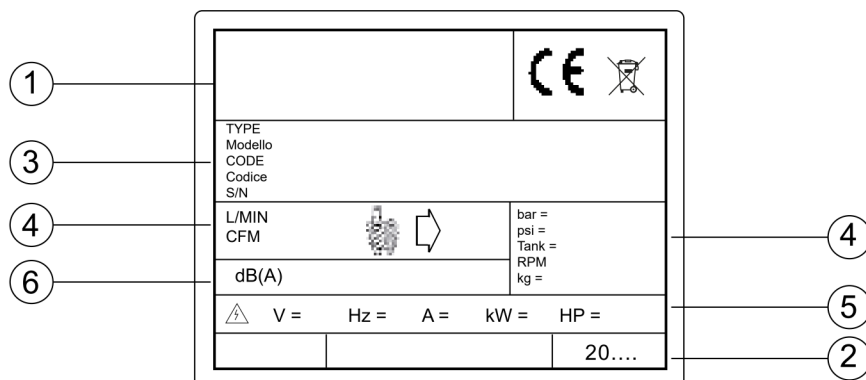 CE
1
TYPE
Modello
CODE
Codice
S/N
3
L/MIN
CFM
4
bar =
psi =
Tank =
RPM
kg =
4
dB(A)
6
V = Hz = A = kW = HP =
5
20....
2